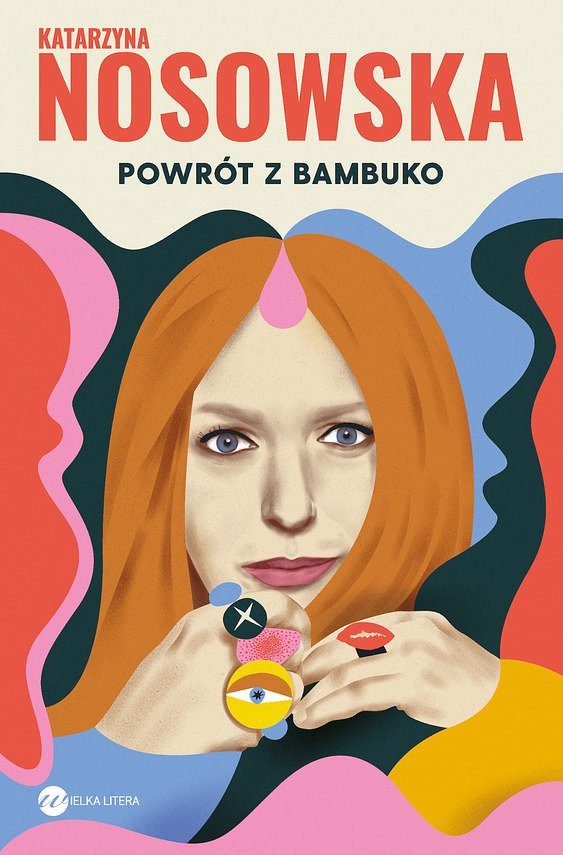 KATARZYNA
NOSOWSKA
POWRÓT Z BAMBUKO
WIELKA LITERA